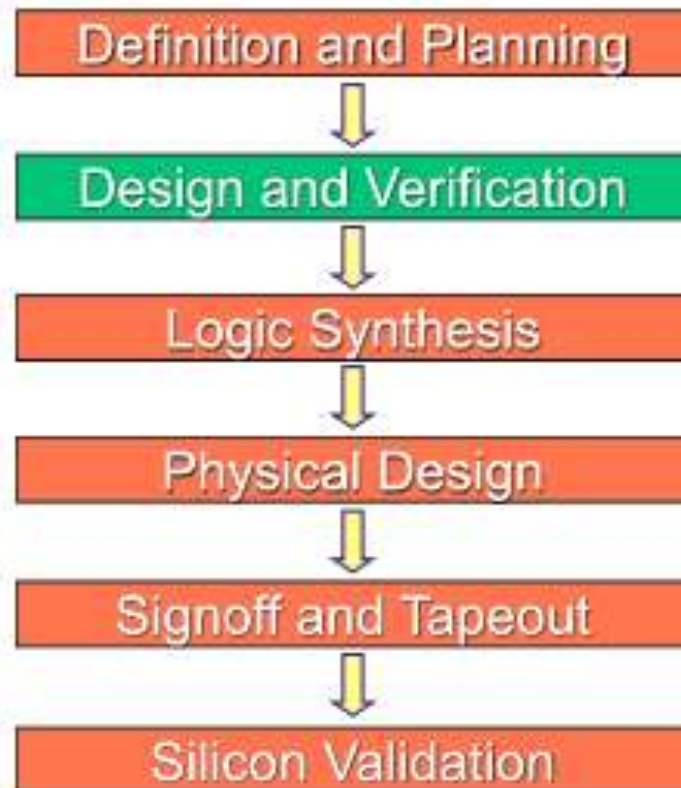 Definition and Planning
Design and Verification
Logic Synthesis
Physical Design
Signoff and Tapeout
Silicon Validation